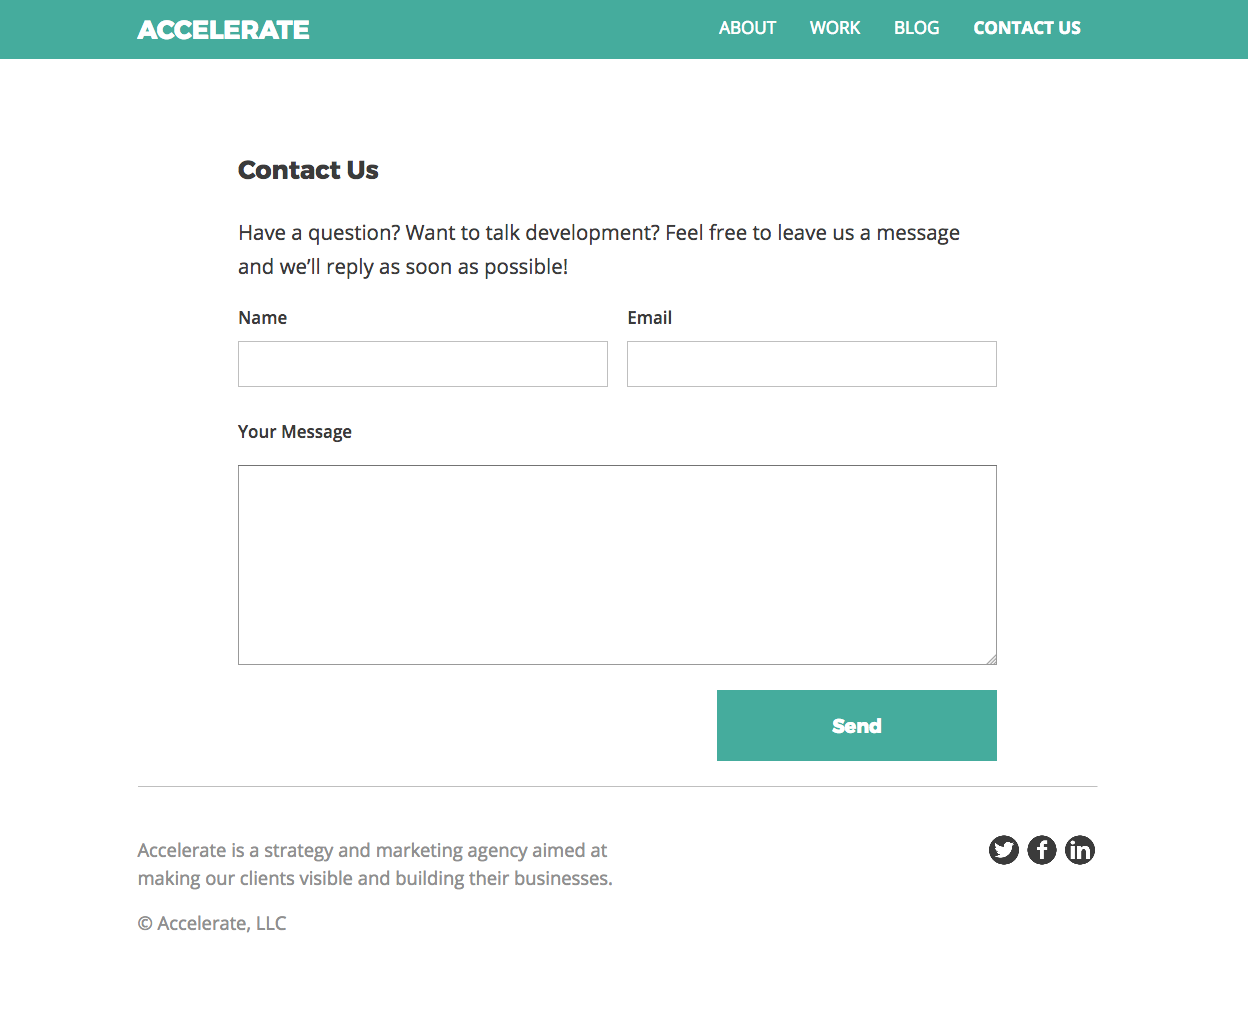 ACCELERATE
ABOUT WORK BLOG CONTACT US
Contact Us
Have a question? Want to talk development? Feel free to leave us a message
and we’ll reply as soon as possible!
Name Email
Your Message
Send
Accelerate is a strategy and marketing agency aimed at
making our clients visible and building their businesses.
© Accelerate, LLC